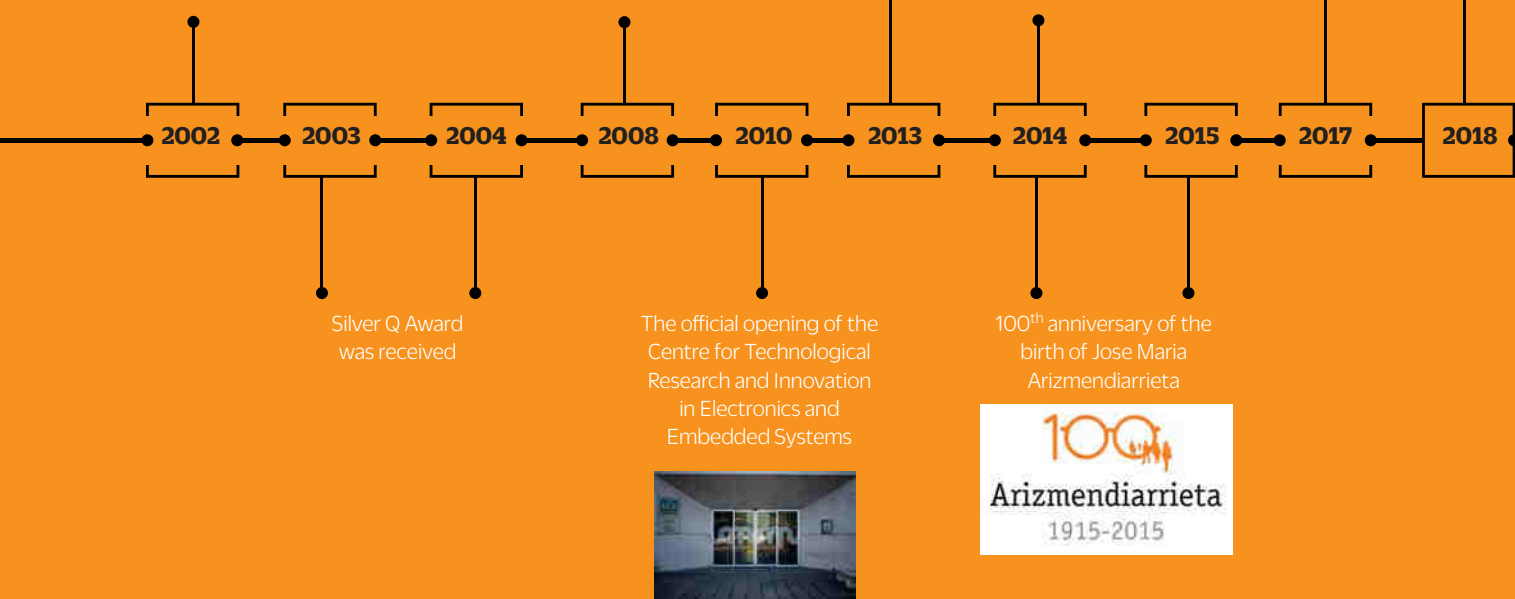 2002 2003 2004 2008 2010 2013 2014 2015 2017 2018
Silver Q Award
was received
The official opening of the
Centre for Technological
Research and Innovation
in Electronics and
Embedded Systems
100th anniversary of the
birth of Jose Maria
Arizmendiarrieta
100
Arizmendiarrieta
1915-2015